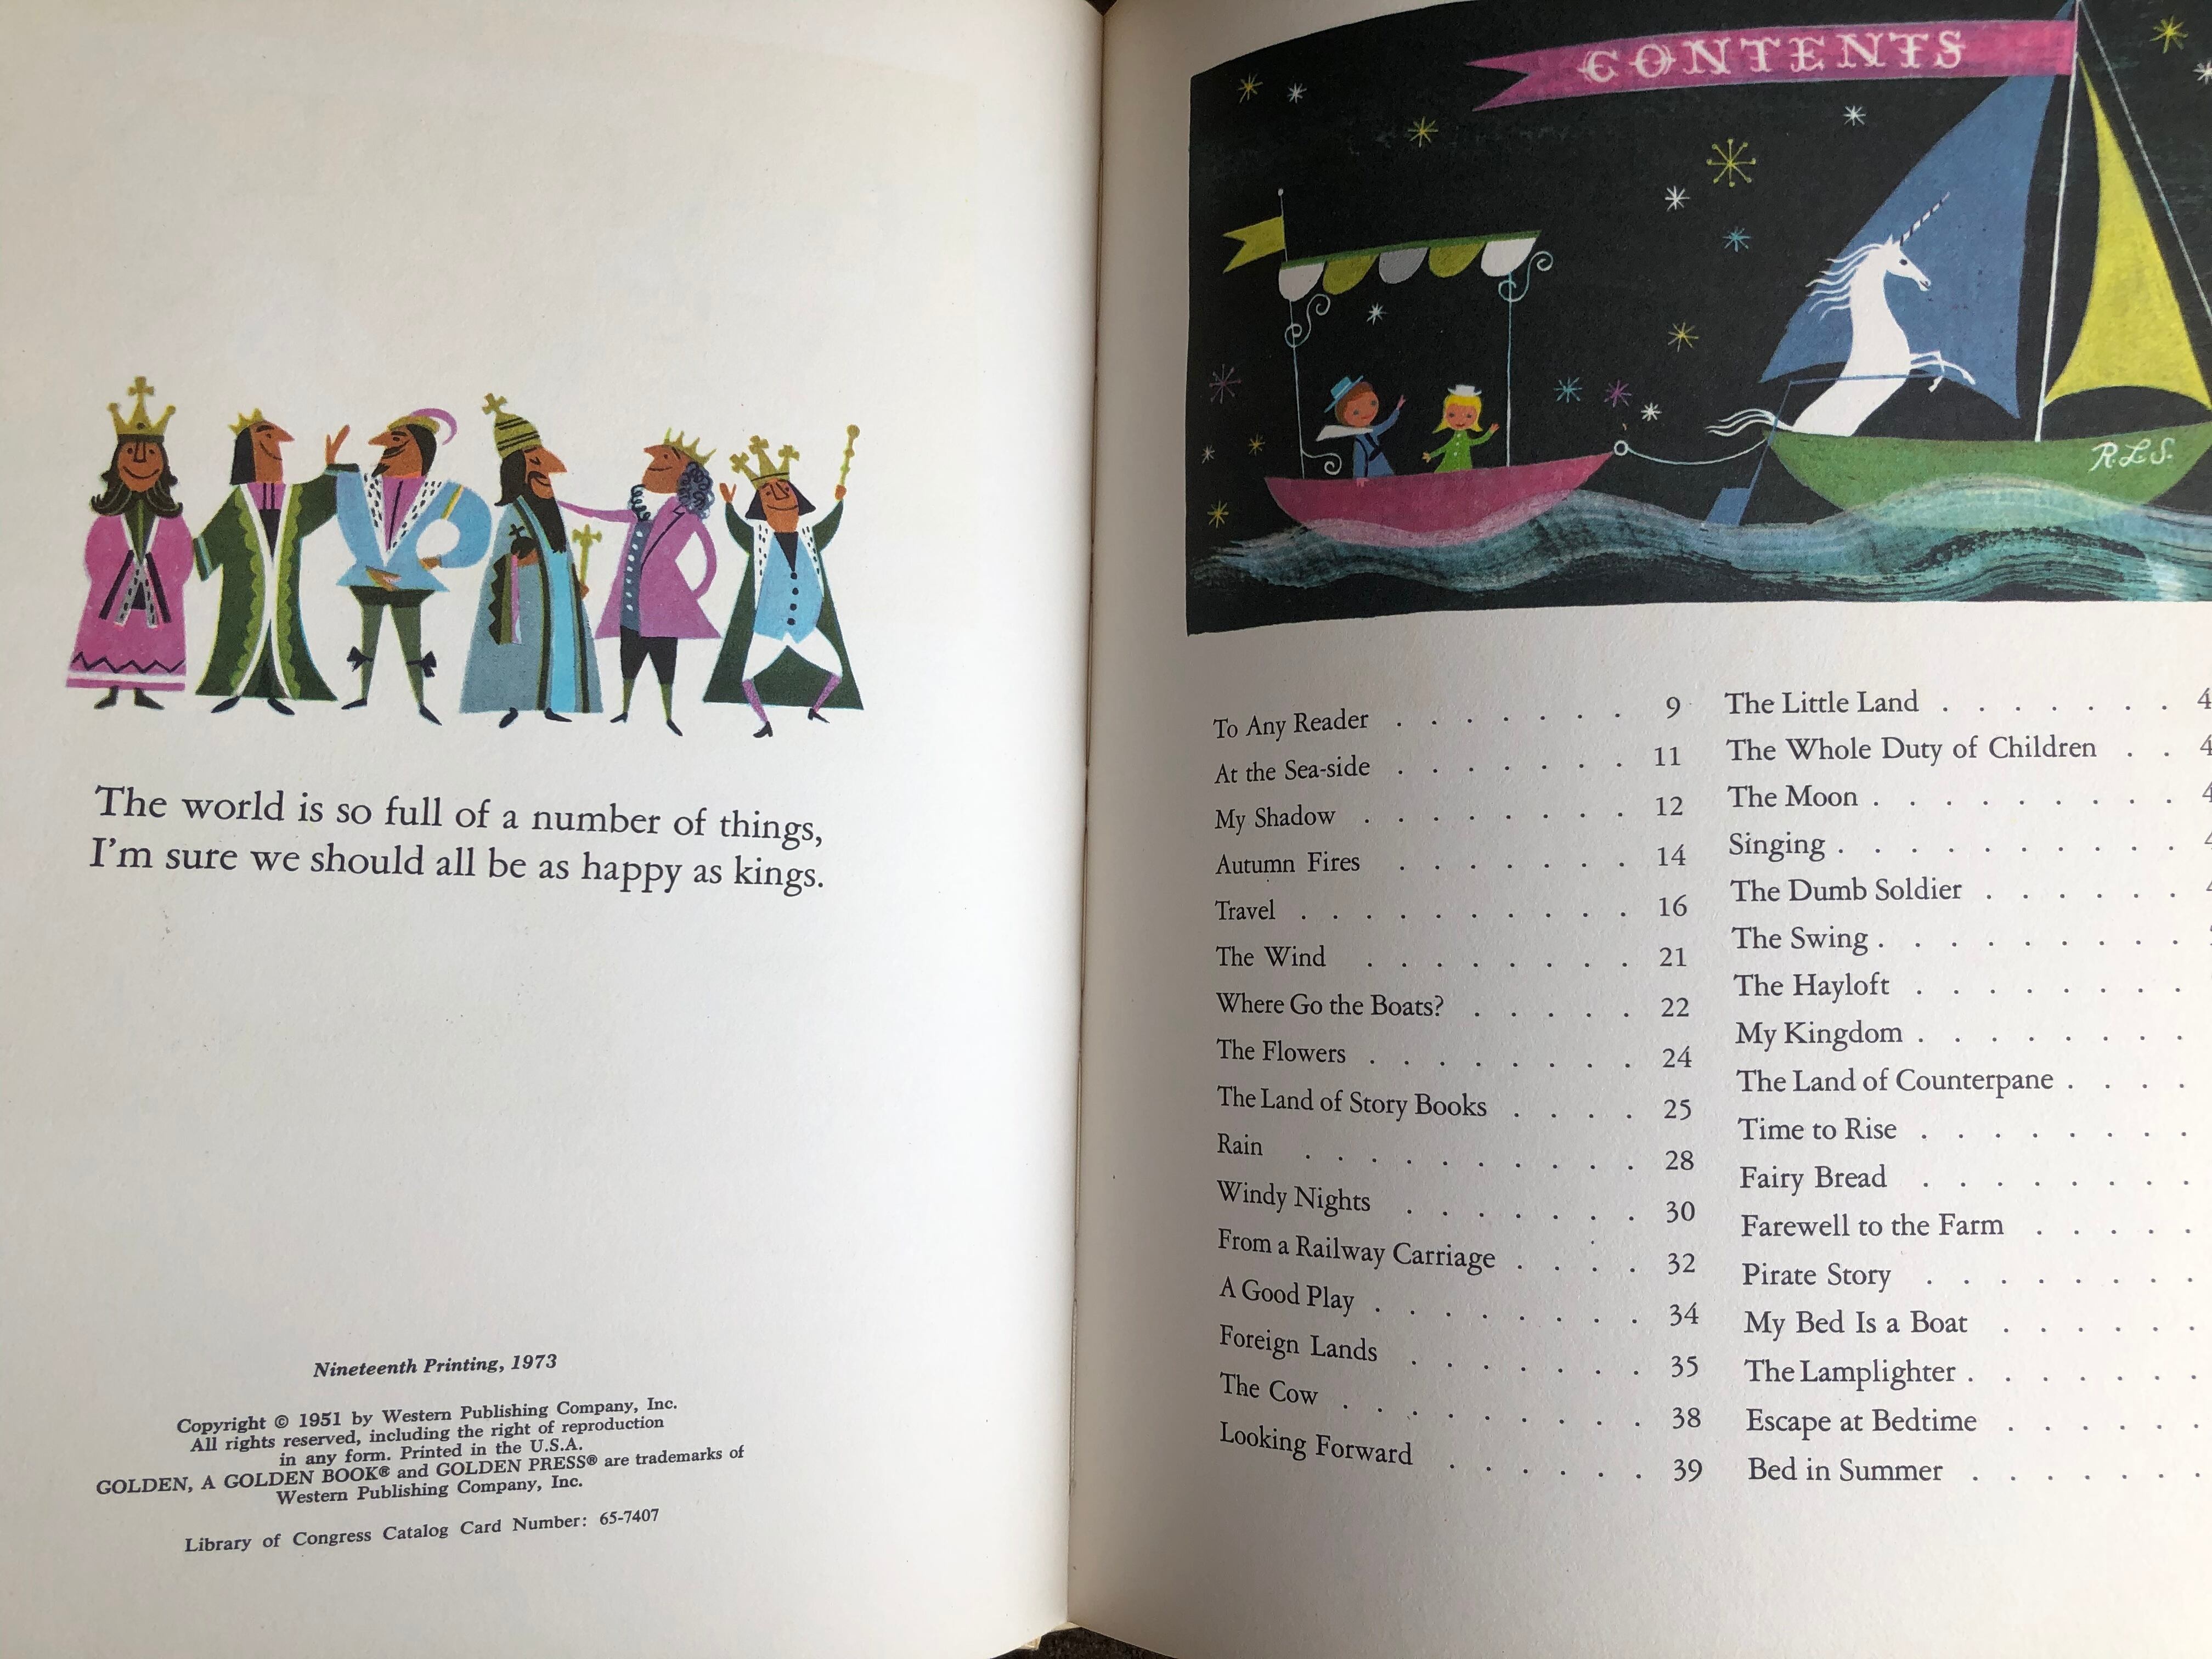 The world is so full of a number of things,
I'm sure we should all be as happy as kings.
Nineteenth Printing, 1973
Copyright © 1951 by Western Publishing Company, Inc.
All rights reserved, including the right of reproduction
in any form. Printed in the U.S.A.
GOLDEN, A GOLDEN BOOK® and GOLDEN PRESS® are trademarks of
Western Publishing Company, Inc.
Library of Congress Catalog Card Number: 65-7407
CONTENTS
R.L.S.
To Any Reader . . . . . . . 9
At the Sea-side . . . . . . . 11
My Shadow . . . . . . . . 12
Autumn Fires . . . . . . . 14
Travel . . . . . . . . . . 16
The Wind . . . . . . . . 21
Where Go the Boats? . . . . . 22
The Flowers . . . . . . . . 24
The Land of Story Books . . . . 25
Rain . . . . . . . . . . 28
Windy Nights . . . . . . . 30
From a Railway Carriage . . . . 32
A Good Play . . . . . . . . 34
Foreign Lands . . . . . . . 35
The Cow . . . . . . . . . 38
Looking Forward . . . . . . 39
The Little Land . . . . . . .
The Whole Duty of Children . .
The Moon . . . . . . . . .
Singing . . . . . . . . . .
The Dumb Soldier . . . . . .
The Swing . . . . . . . . .
The Hayloft . . . . . . . .
My Kingdom . . . . . . . .
The Land of Counterpane . . . .
Time to Rise . . . . . . . .
Fairy Bread . . . . . . . .
Farewell to the Farm . . . . .
Pirate Story . . . . . . . .
My Bed Is a Boat . . . . . .
The Lamplighter . . . . . . .
Escape at Bedtime . . . . . .
Bed in Summer . . . . . . .